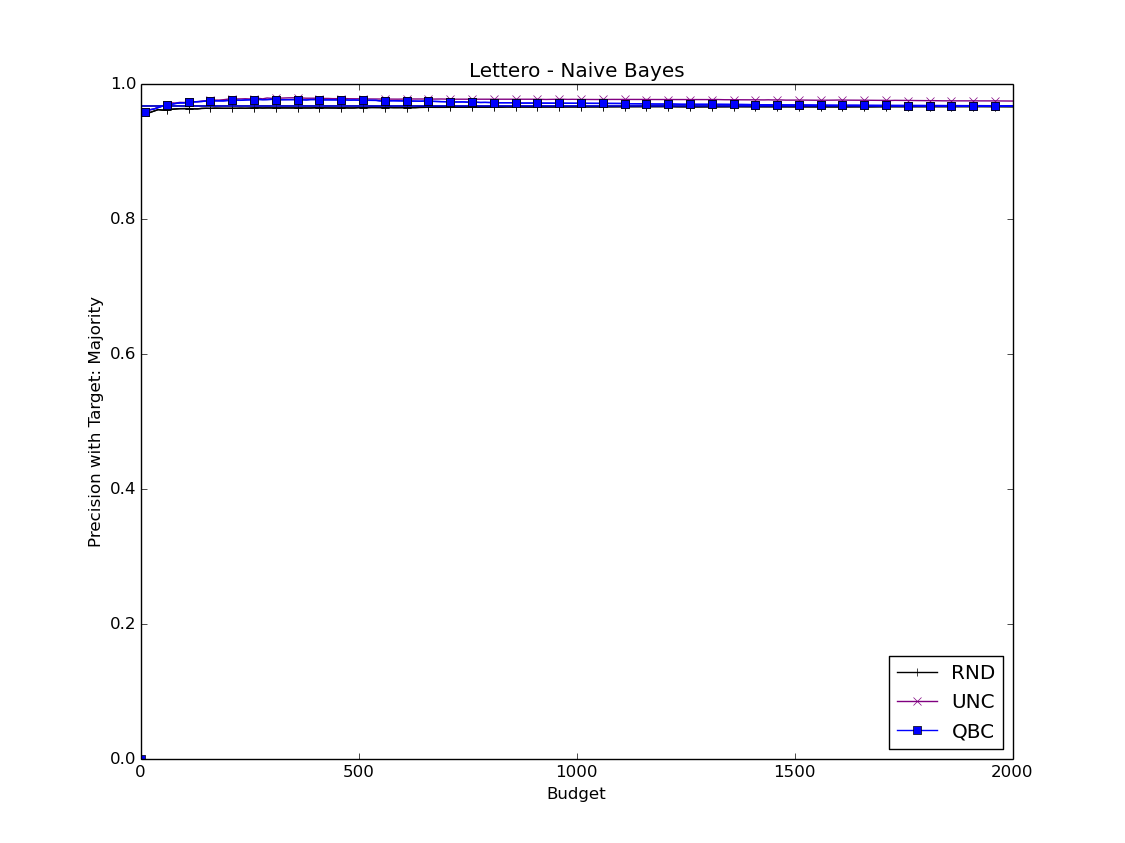 Lettero - Naive Bayes
1.0
0.8
0.6
0.4
0.2
0.0
Precision with Target: Majority
0 500 1000 1500 2000
Budget
RND
UNC
QBC